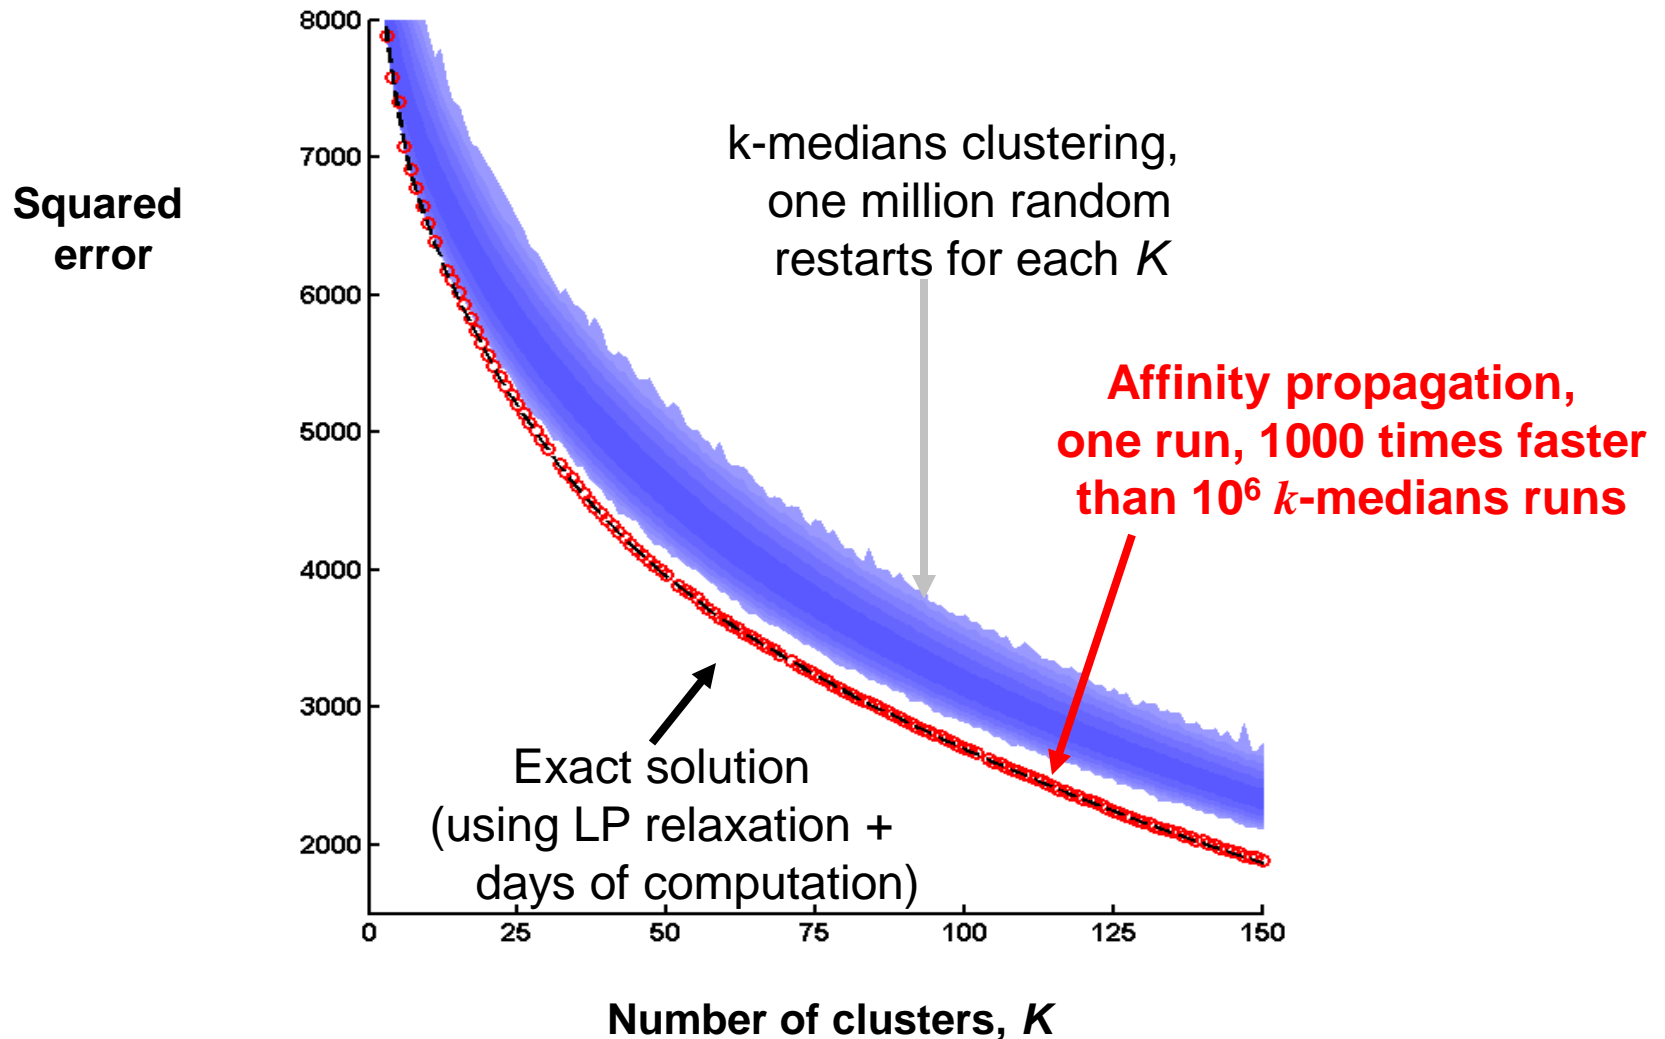 8000
7000
6000
5000
4000
3000
2000
Squared
error
k-medians clustering,
one million random
restarts for each K
Affinity propagation,
one run, 1000 times faster
than 10⁶ k-medians runs
Exact solution
(using LP relaxation +
days of computation)
0 25 50 75 100 125 150
Number of clusters, K